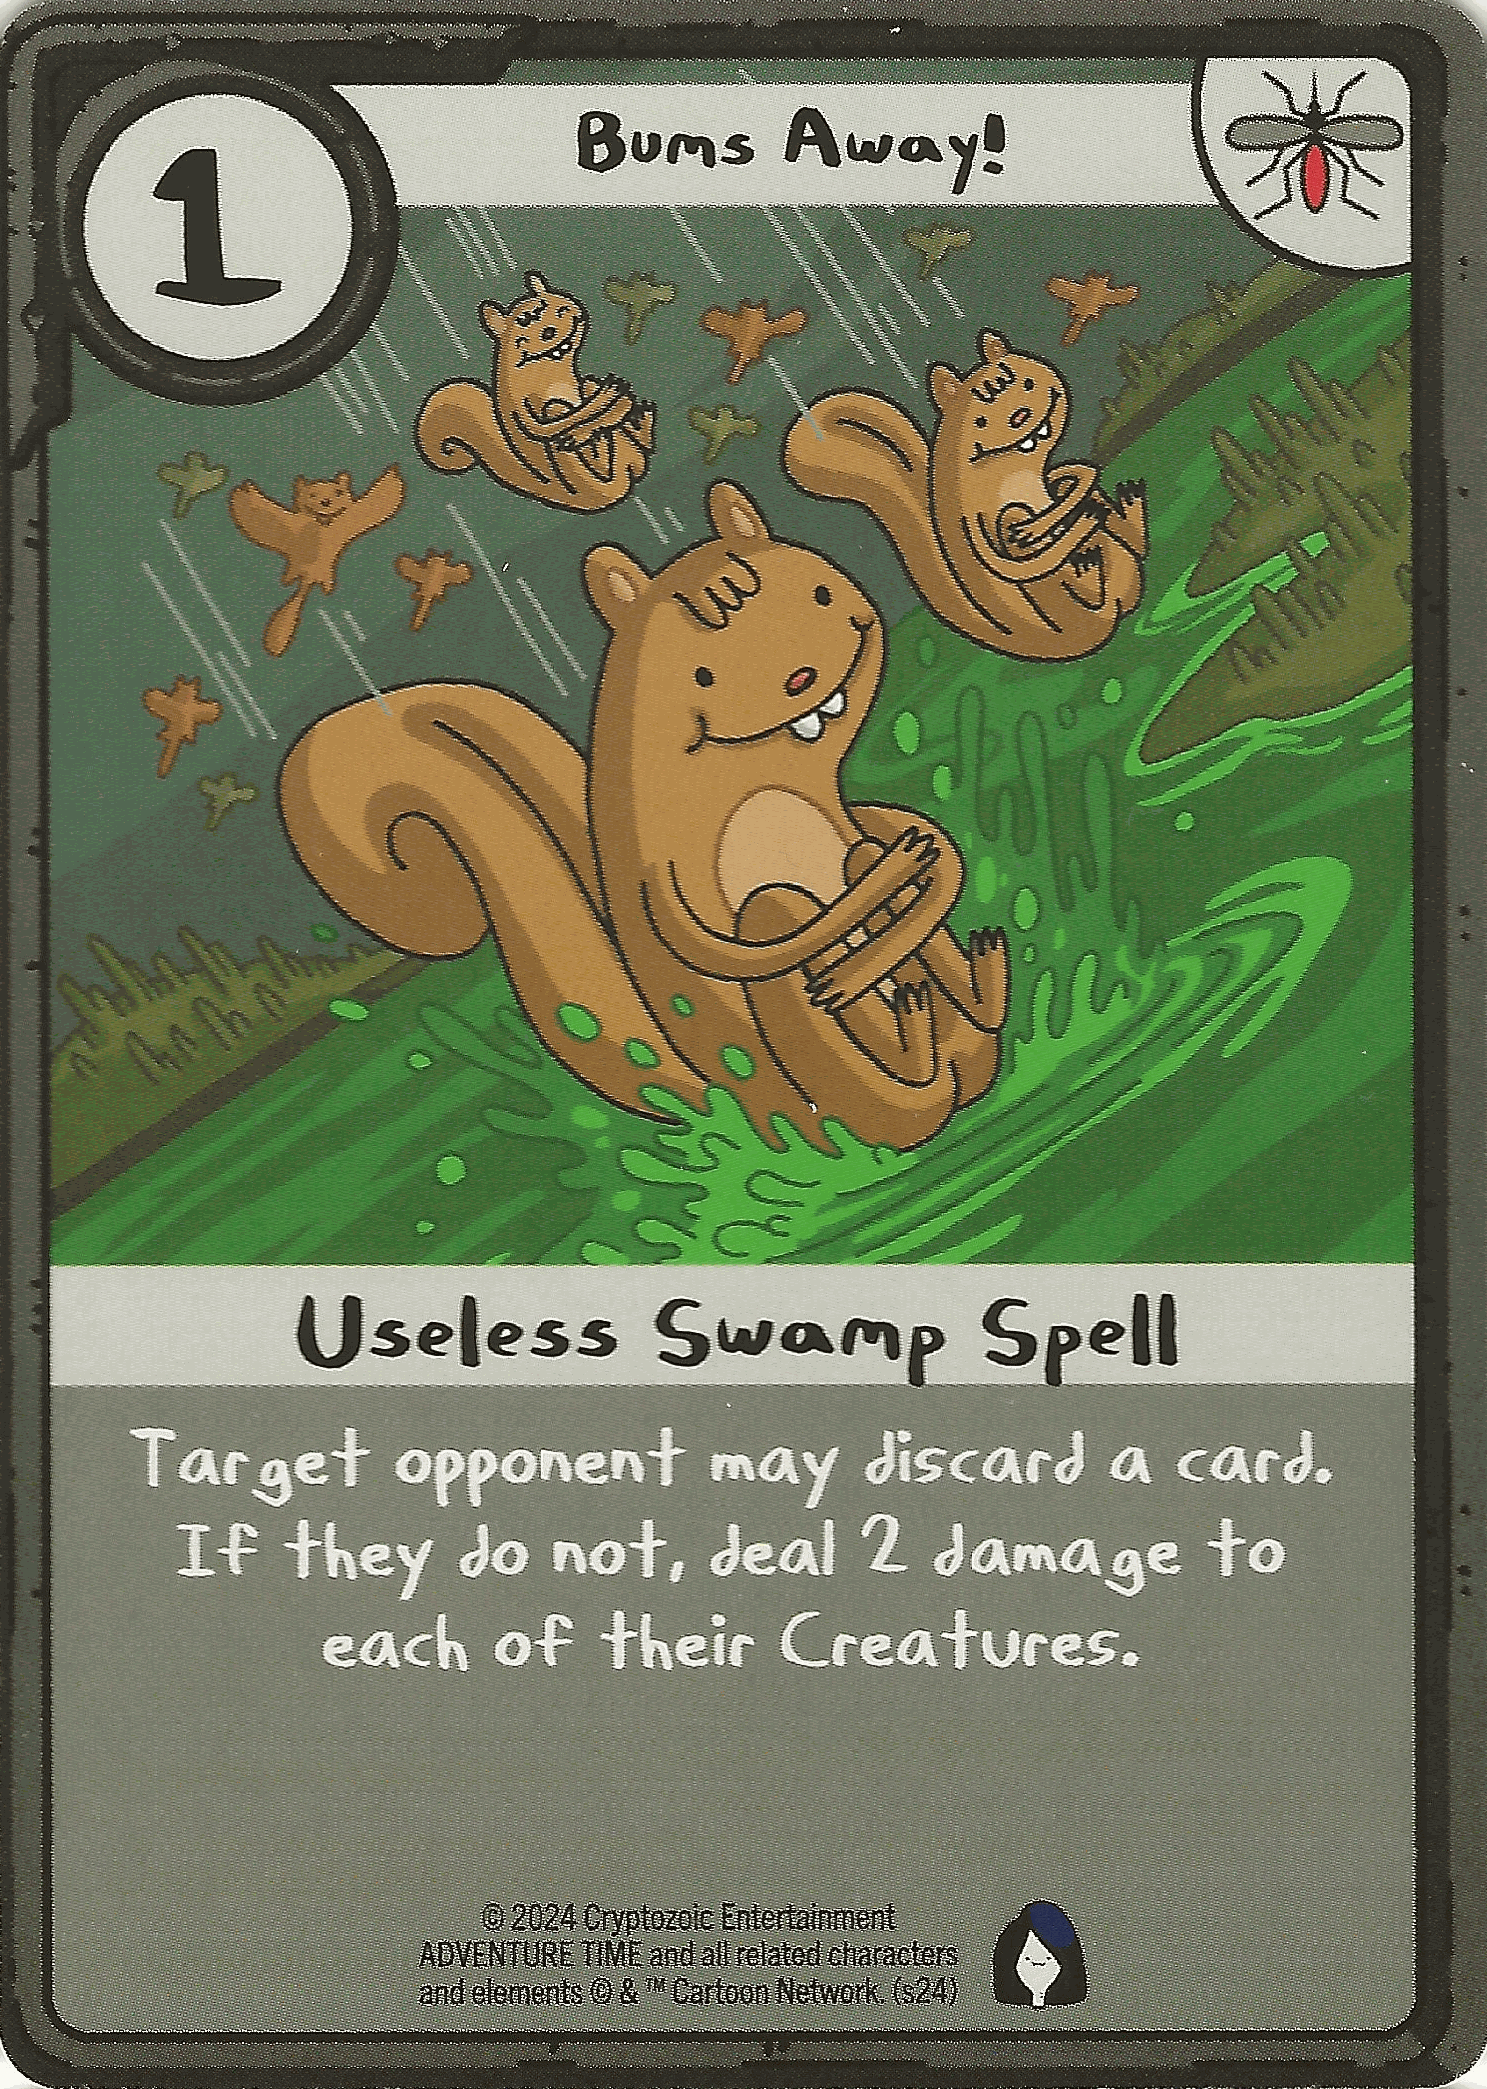 1
Bums Away!
Useless Swamp Spell
Target opponent may discard a card.
If they do not, deal 2 damage to
each of their Creatures.
© 2024 Cryptozoic Entertainment
ADVENTURE TIME and all related characters
and elements © & ™ Cartoon Network. (s24)